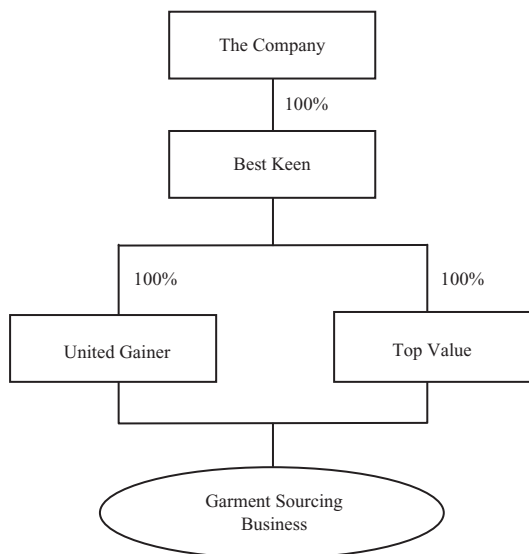 The Company
100%
Best Keen
100%
100%
United Gainer
Top Value
Garment Sourcing
Business